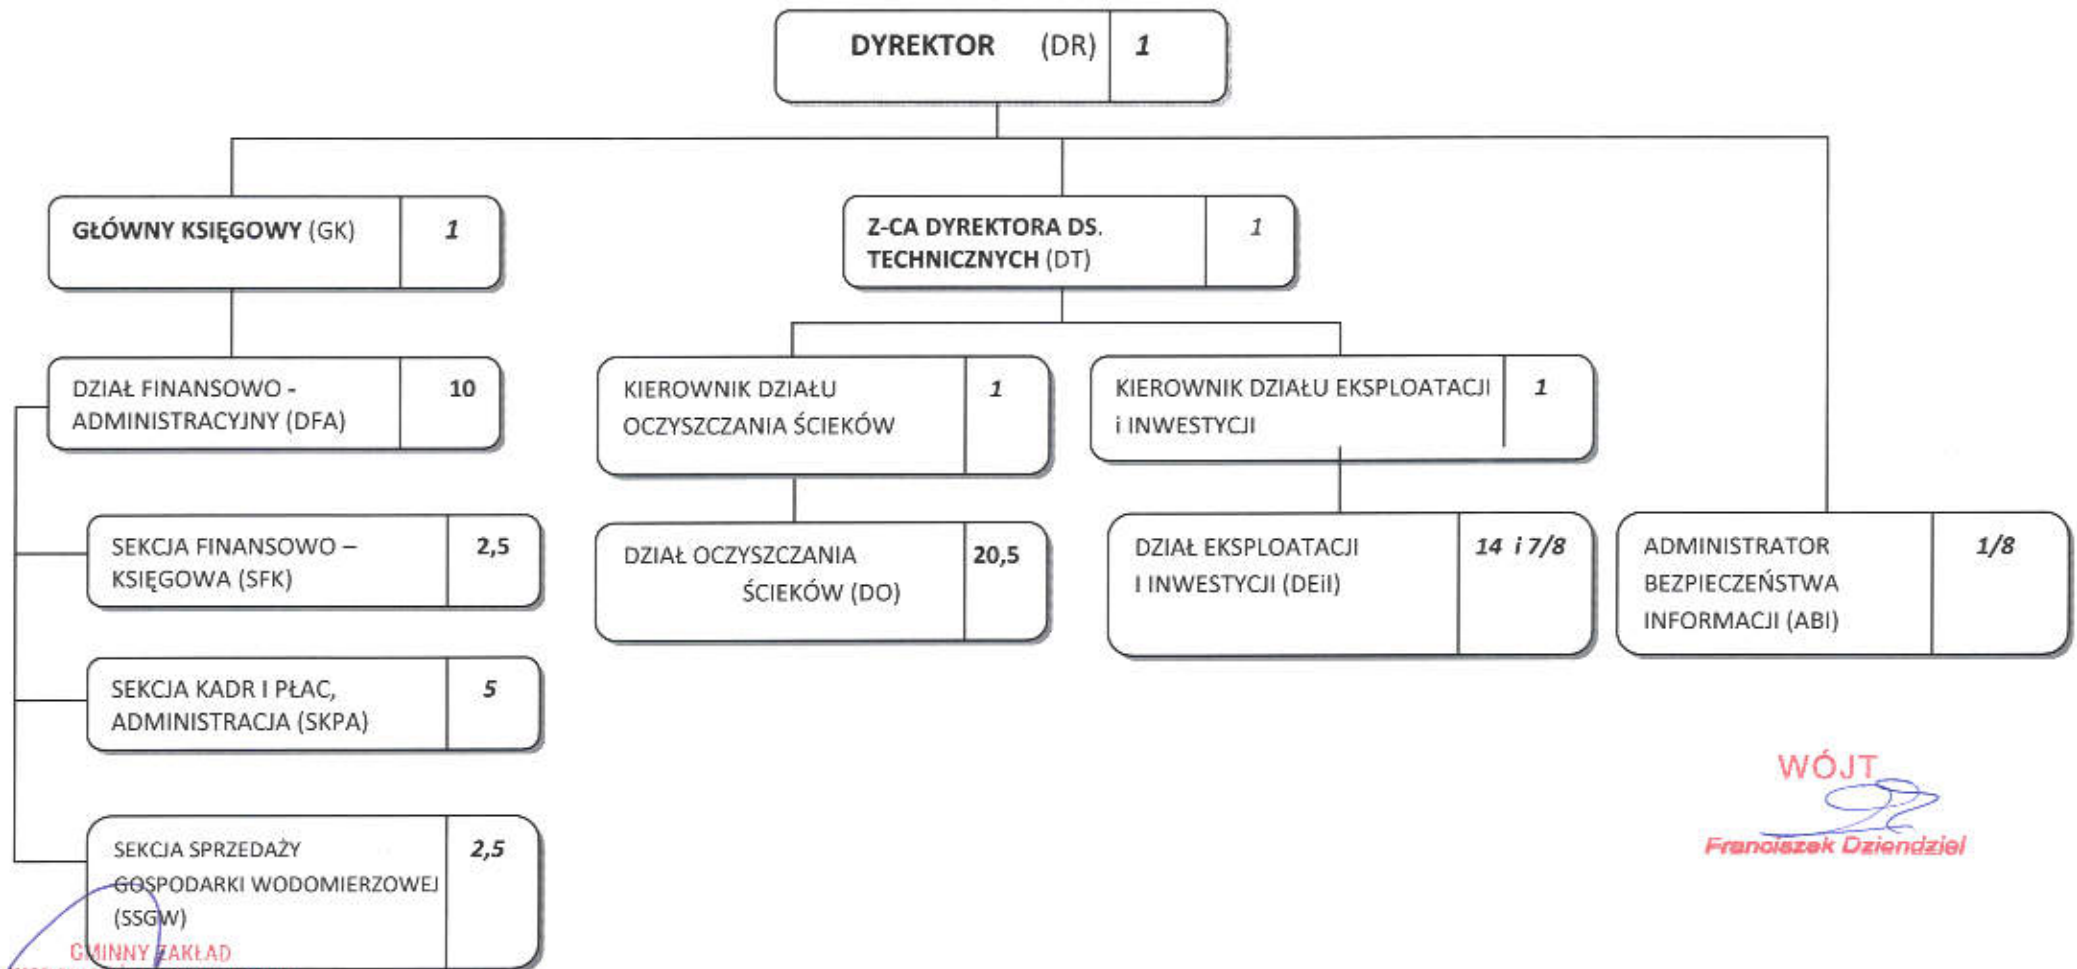 DYREKTOR (DR) 1
GŁÓWNY KSIĘGOWY (GK) 1
Z-CA DYREKTORA DS. 1
TECHNICZNYCH (DT)
DZIAŁ FINANSOWO - 10
ADMINISTRACYJNY (DFA)
KIEROWNIK DZIAŁU 1
OCZYSZCZANIA ŚCIEKÓW
KIEROWNIK DZIAŁU EKSPLOATACJI 1
i INWESTYCJI
SEKCJA FINANSOWO – 2,5
KSIĘGOWA (SFK)
DZIAŁ OCZYSZCZANIA 20,5
ŚCIEKÓW (DO)
DZIAŁ EKSPLOATACJI 14 i 7/8
I INWESTYCJI (DEiI)
ADMINISTRATOR 1/8
BEZPIECZEŃSTWA
INFORMACJI (ABI)
SEKCJA KADR I PŁAC, 5
ADMINISTRACJA (SKPA)
SEKCJA SPRZEDAŻY 2,5
GOSPODARKI WODOMIERZOWEJ
(SSGW)
WÓJT
Franciszek Dziendziel
GMINNY ZAKŁAD